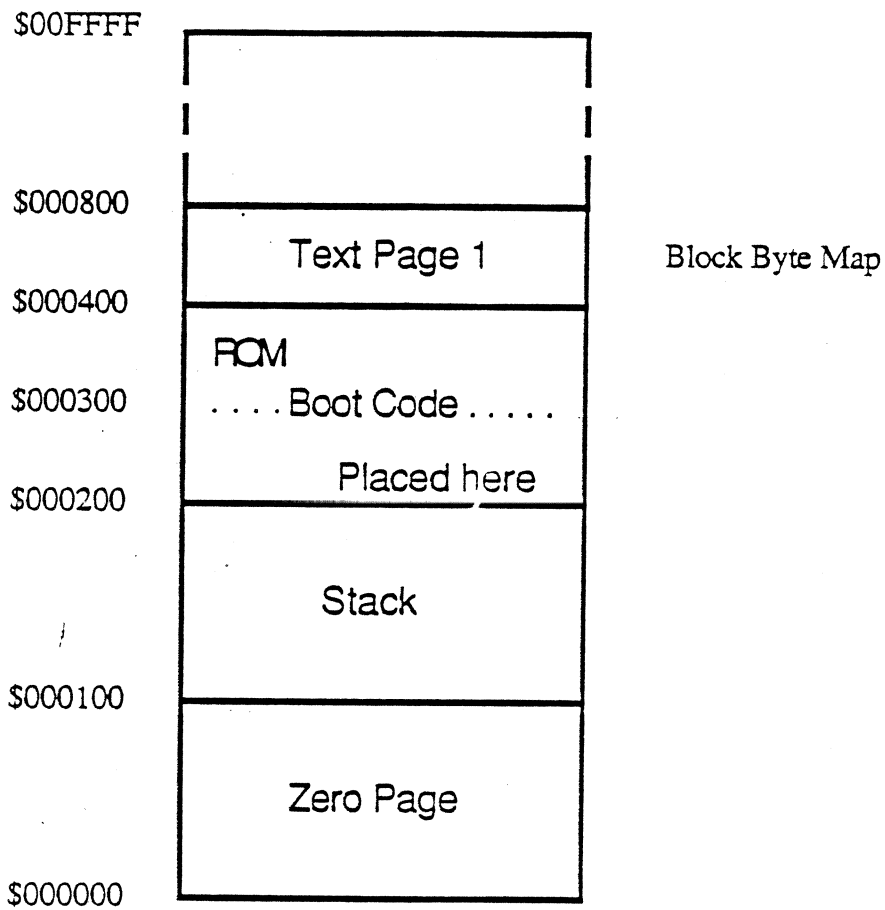 $00FFFF
$000800
Text Page 1 Block Byte Map
$000400
ROM
$000300 ....Boot Code.....
Placed here
$000200
Stack
$000100
Zero Page
$000000